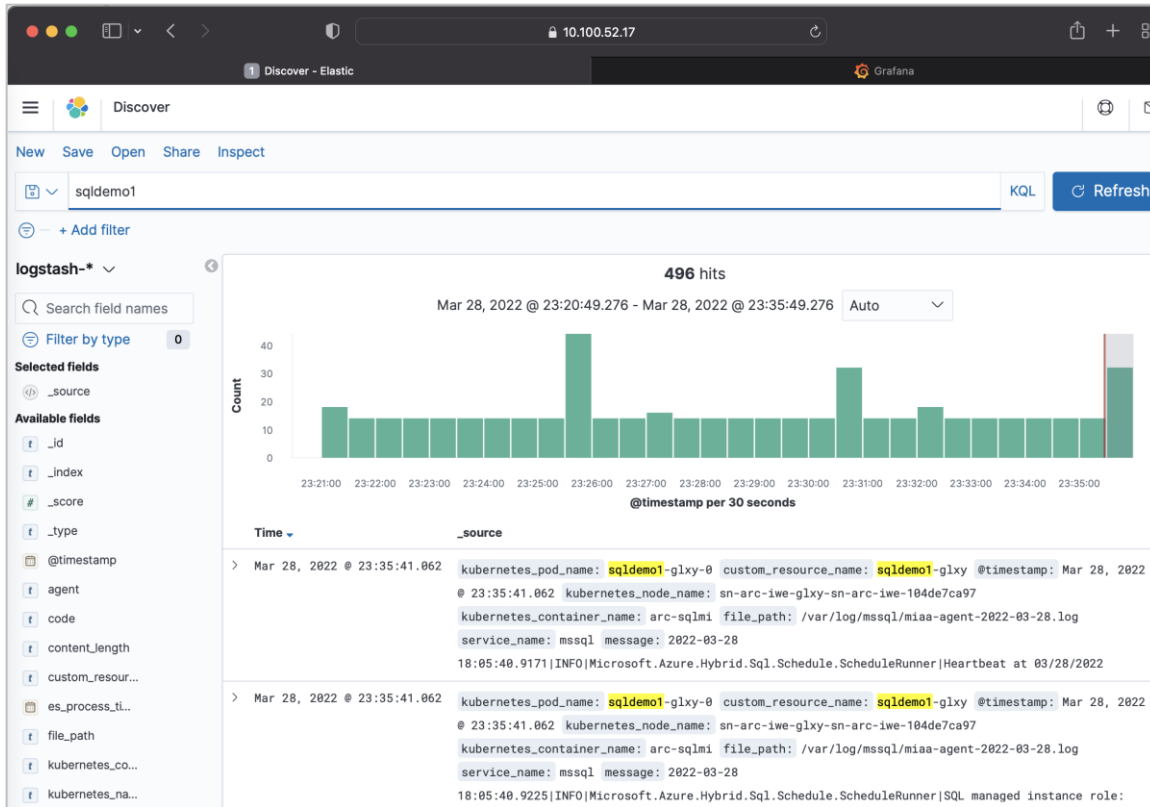 10.100.52.17
1 Discover - Elastic
Grafana
Discover
New Save Open Share Inspect
sqldemo1
KQL
Refresh
+ Add filter
logstash-*
Search field names
Filter by type 0
Selected fields
_source
Available fields
t _id
t _index
# _score
t _type
@timestamp
t agent
t code
t content_length
t custom_resour...
es_process_ti...
t file_path
t kubernetes_co...
t kubernetes_na...
496 hits
Mar 28, 2022 @ 23:20:49.276 - Mar 28, 2022 @ 23:35:49.276 Auto
Count
40
30
20
10
0
23:21:00 23:22:00 23:23:00 23:24:00 23:25:00 23:26:00 23:27:00 23:28:00 23:29:00 23:30:00 23:31:00 23:32:00 23:33:00 23:34:00 23:35:00
@timestamp per 30 seconds
Time _source
Mar 28, 2022 @ 23:35:41.062 kubernetes_pod_name: sqldemo1-glxy-0 custom_resource_name: sqldemo1-glxy @timestamp: Mar 28, 2022
@ 23:35:41.062 kubernetes_node_name: sn-arc-iwe-glxy-sn-arc-iwe-104de7ca97
kubernetes_container_name: arc-sqlmi file_path: /var/log/mssql/miaa-agent-2022-03-28.log
service_name: mssql message: 2022-03-28
18:05:40.9171|INFO|Microsoft.Azure.Hybrid.Sql.Schedule.ScheduleRunner|Heartbeat at 03/28/2022
Mar 28, 2022 @ 23:35:41.062 kubernetes_pod_name: sqldemo1-glxy-0 custom_resource_name: sqldemo1-glxy @timestamp: Mar 28, 2022
@ 23:35:41.062 kubernetes_node_name: sn-arc-iwe-glxy-sn-arc-iwe-104de7ca97
kubernetes_container_name: arc-sqlmi file_path: /var/log/mssql/miaa-agent-2022-03-28.log
service_name: mssql message: 2022-03-28
18:05:40.9225|INFO|Microsoft.Azure.Hybrid.Sql.Schedule.ScheduleRunner|SQL managed instance role: